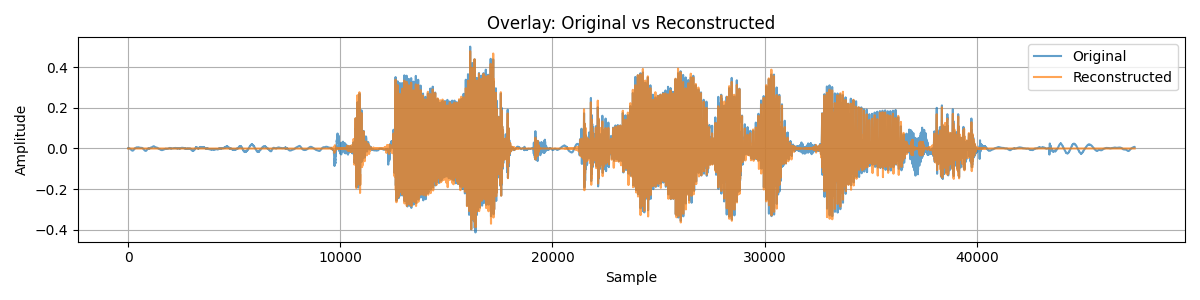 Overlay: Original vs Reconstructed
Original
Reconstructed
Amplitude
0.4
0.2
0.0
−0.2
−0.4
0 10000 20000 30000 40000
Sample